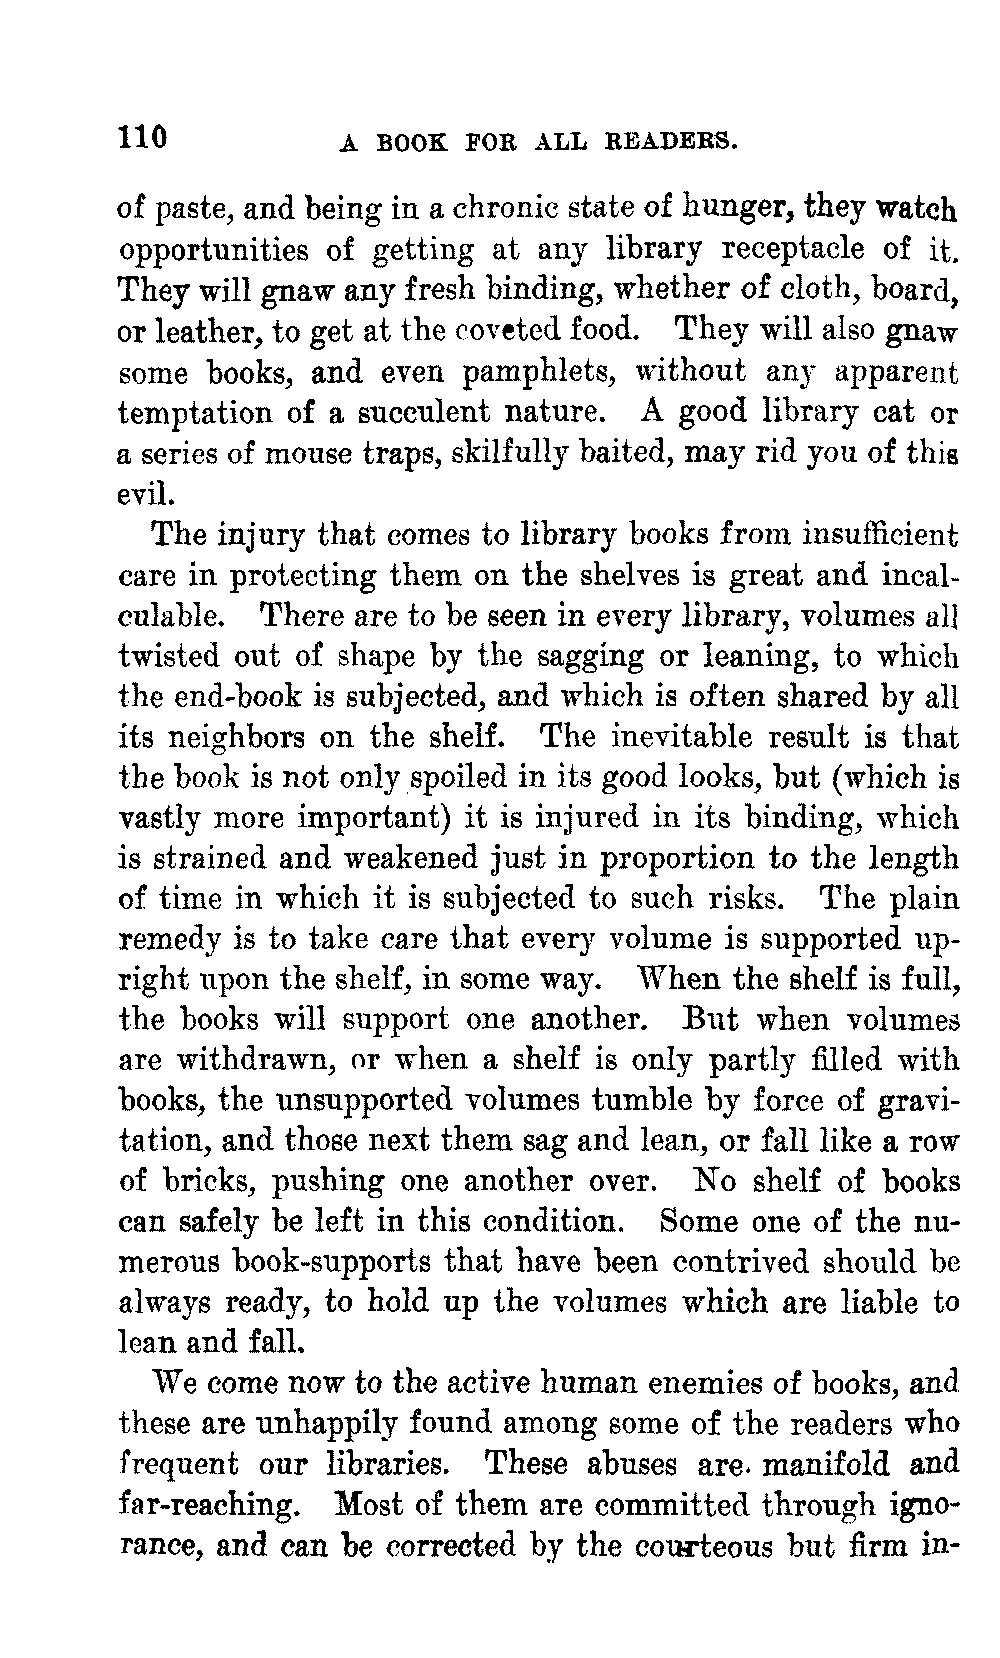 110 A BOOK FOR ALL READERS.
of paste, and being in a chronic state of hunger, they watch
opportunities of getting at any library receptacle of it.
They will gnaw any fresh binding, whether of cloth, board,
or leather, to get at the coveted food. They will also gnaw
some books, and even pamphlets, without any apparent
temptation of a succulent nature. A good library cat or
a series of mouse traps, skilfully baited, may rid you of this
evil.
The injury that comes to library books from insufficient
care in protecting them on the shelves is great and incal-
culable. There are to be seen in every library, volumes all
twisted out of shape by the sagging or leaning, to which
the end-book is subjected, and which is often shared by all
its neighbors on the shelf. The inevitable result is that
the book is not only spoiled in its good looks, but (which is
vastly more important) it is injured in its binding, which
is strained and weakened just in proportion to the length
of time in which it is subjected to such risks. The plain
remedy is to take care that every volume is supported up-
right upon the shelf, in some way. When the shelf is full,
the books will support one another. But when volumes
are withdrawn, or when a shelf is only partly filled with
books, the unsupported volumes tumble by force of gravi-
tation, and those next them sag and lean, or fall like a row
of bricks, pushing one another over. No shelf of books
can safely be left in this condition. Some one of the nu-
merous book-supports that have been contrived should be
always ready, to hold up the volumes which are liable to
lean and fall.
We come now to the active human enemies of books, and
these are unhappily found among some of the readers who
frequent our libraries. These abuses are manifold and
far-reaching. Most of them are committed through igno-
rance, and can be corrected by the courteous but firm in-